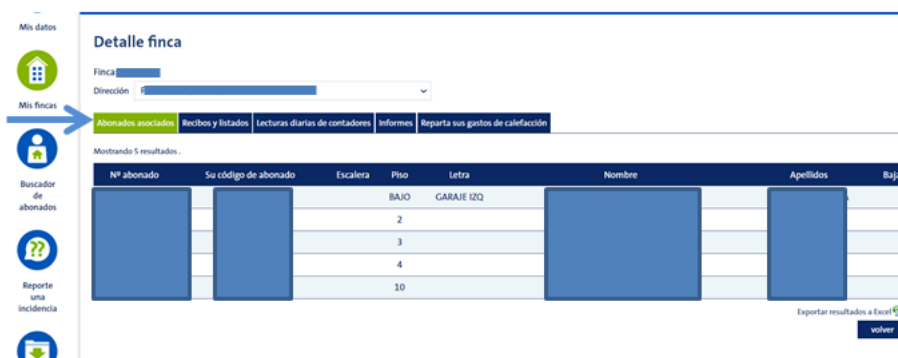 Mis datos
Detalle finca
Finca:
Dirección
Mis fincas
Abonados asociados Recibos y listados Lecturas diarias de contadores Informes Reparta sus gastos de calefacción
Mostrando 5 resultados .
Nº abonado Su código de abonado Escalera Piso Letra Nombre Apellidos Baja
BAJO GARAJE IZQ
2
3
4
10
Buscador
de
abonados
Reporte
una
incidencia
Exportar resultados a Excel
volver